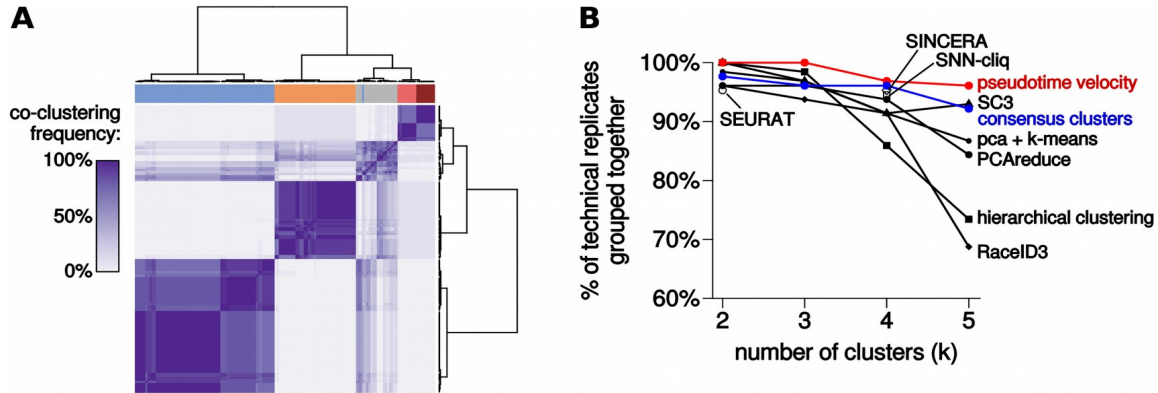 A
co-clustering
frequency:
100%
50%
0%
B
% of technical replicates
grouped together
100%
90%
80%
70%
60%
2
3
4
5
number of clusters (k)
SINCERA
SNN-cliq
SEURAT
pseudotime velocity
SC3
consensus clusters
pca + k-means
PCAreduce
hierarchical clustering
RaceID3